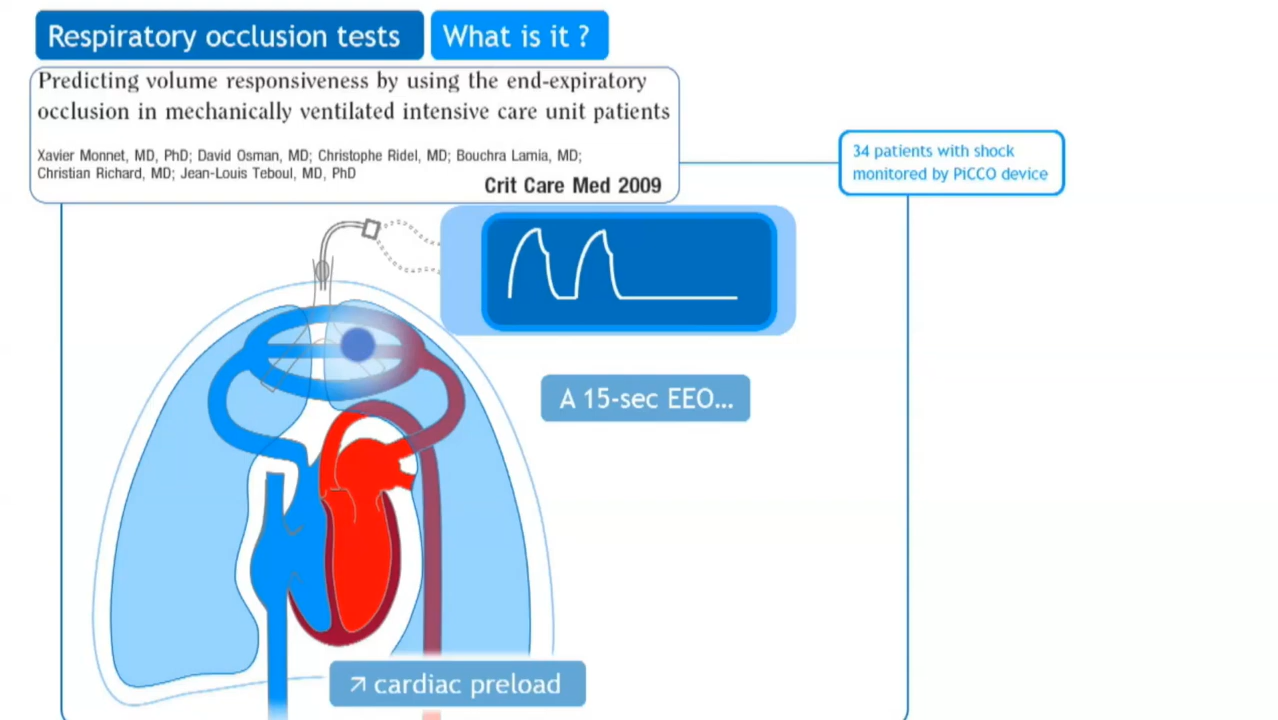 Respiratory occlusion tests
What is it ?
Predicting volume responsiveness by using the end-expiratory
occlusion in mechanically ventilated intensive care unit patients
Xavier Monnet, MD, PhD; David Osman, MD; Christophe Ridel, MD; Bouchra Lamia, MD;
Christian Richard, MD; Jean-Louis Teboul, MD, PhD
Crit Care Med 2009
34 patients with shock
monitored by PiCCO device
A 15-sec EEO...
↗ cardiac preload